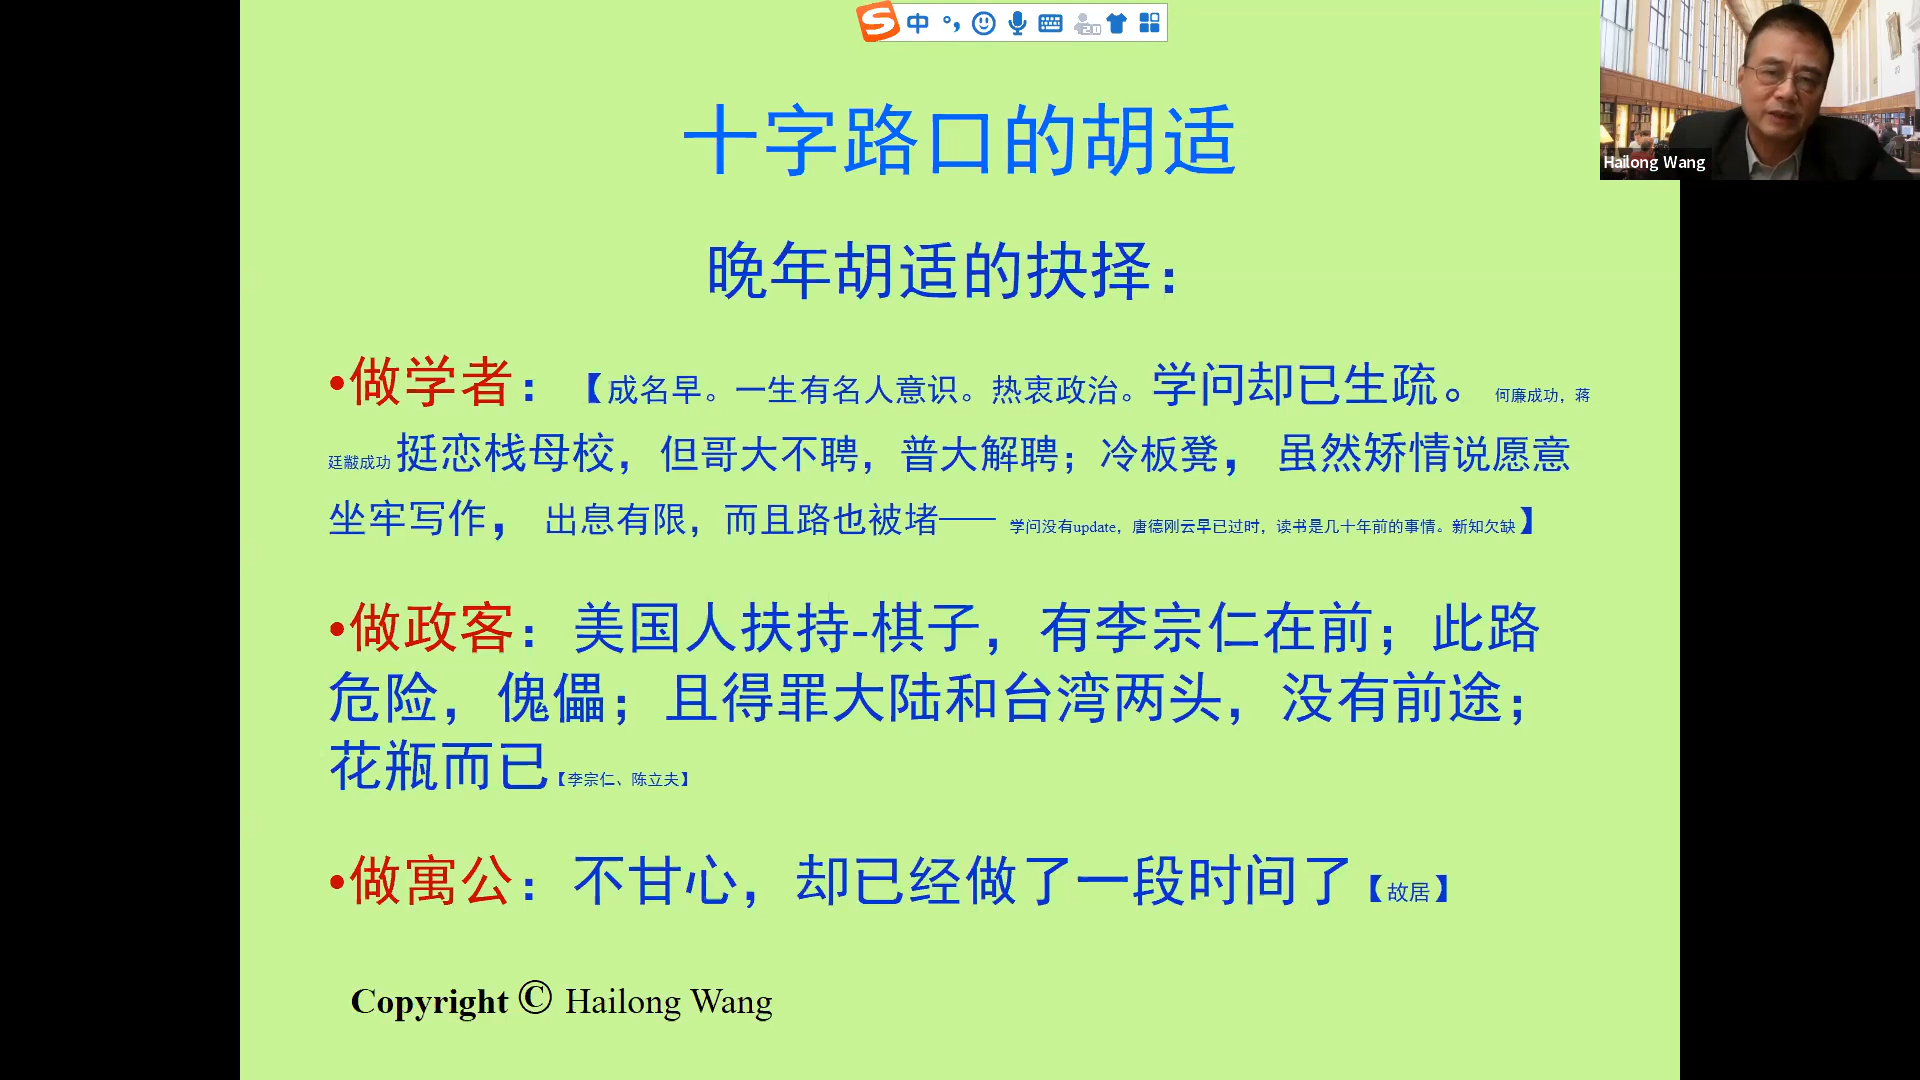 中
Hailong Wang
十字路口的胡适
晚年胡适的抉择：
•做学者：【成名早。一生有名人意识。热衷政治。学问却已生疏。何廉成功，蒋
廷黻成功挺恋栈母校，但哥大不聘，普大解聘；冷板凳，虽然矫情说愿意
坐牢写作，出息有限，而且路也被堵——学问没有update，唐德刚云早已过时，读书是几十年前的事情。新知欠缺】
•做政客：美国人扶持-棋子，有李宗仁在前；此路
危险，傀儡；且得罪大陆和台湾两头，没有前途；
花瓶而已【李宗仁、陈立夫】
•做寓公：不甘心，却已经做了一段时间了【故居】
Copyright © Hailong Wang